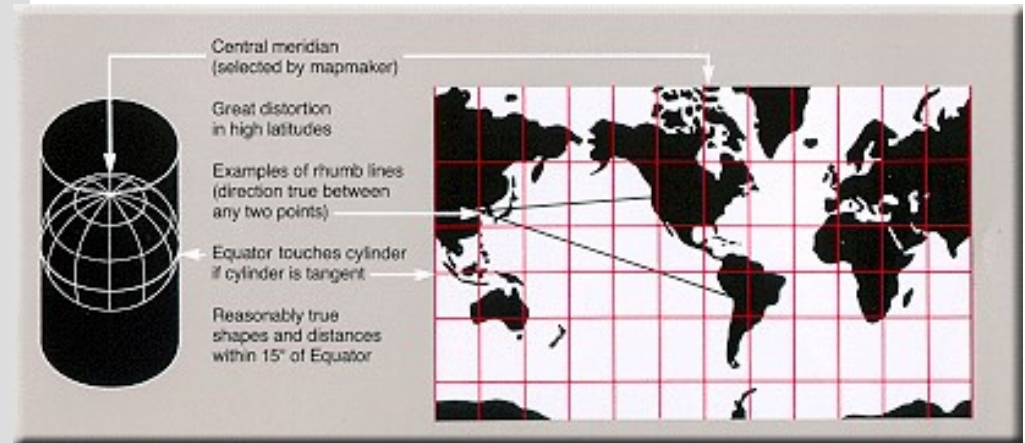 Central meridian
(selected by mapmaker)
Great distortion
in high latitudes
Examples of rhumb lines
(direction true between
any two points)
Equator touches cylinder
if cylinder is tangent
Reasonably true
shapes and distances
within 15° of Equator